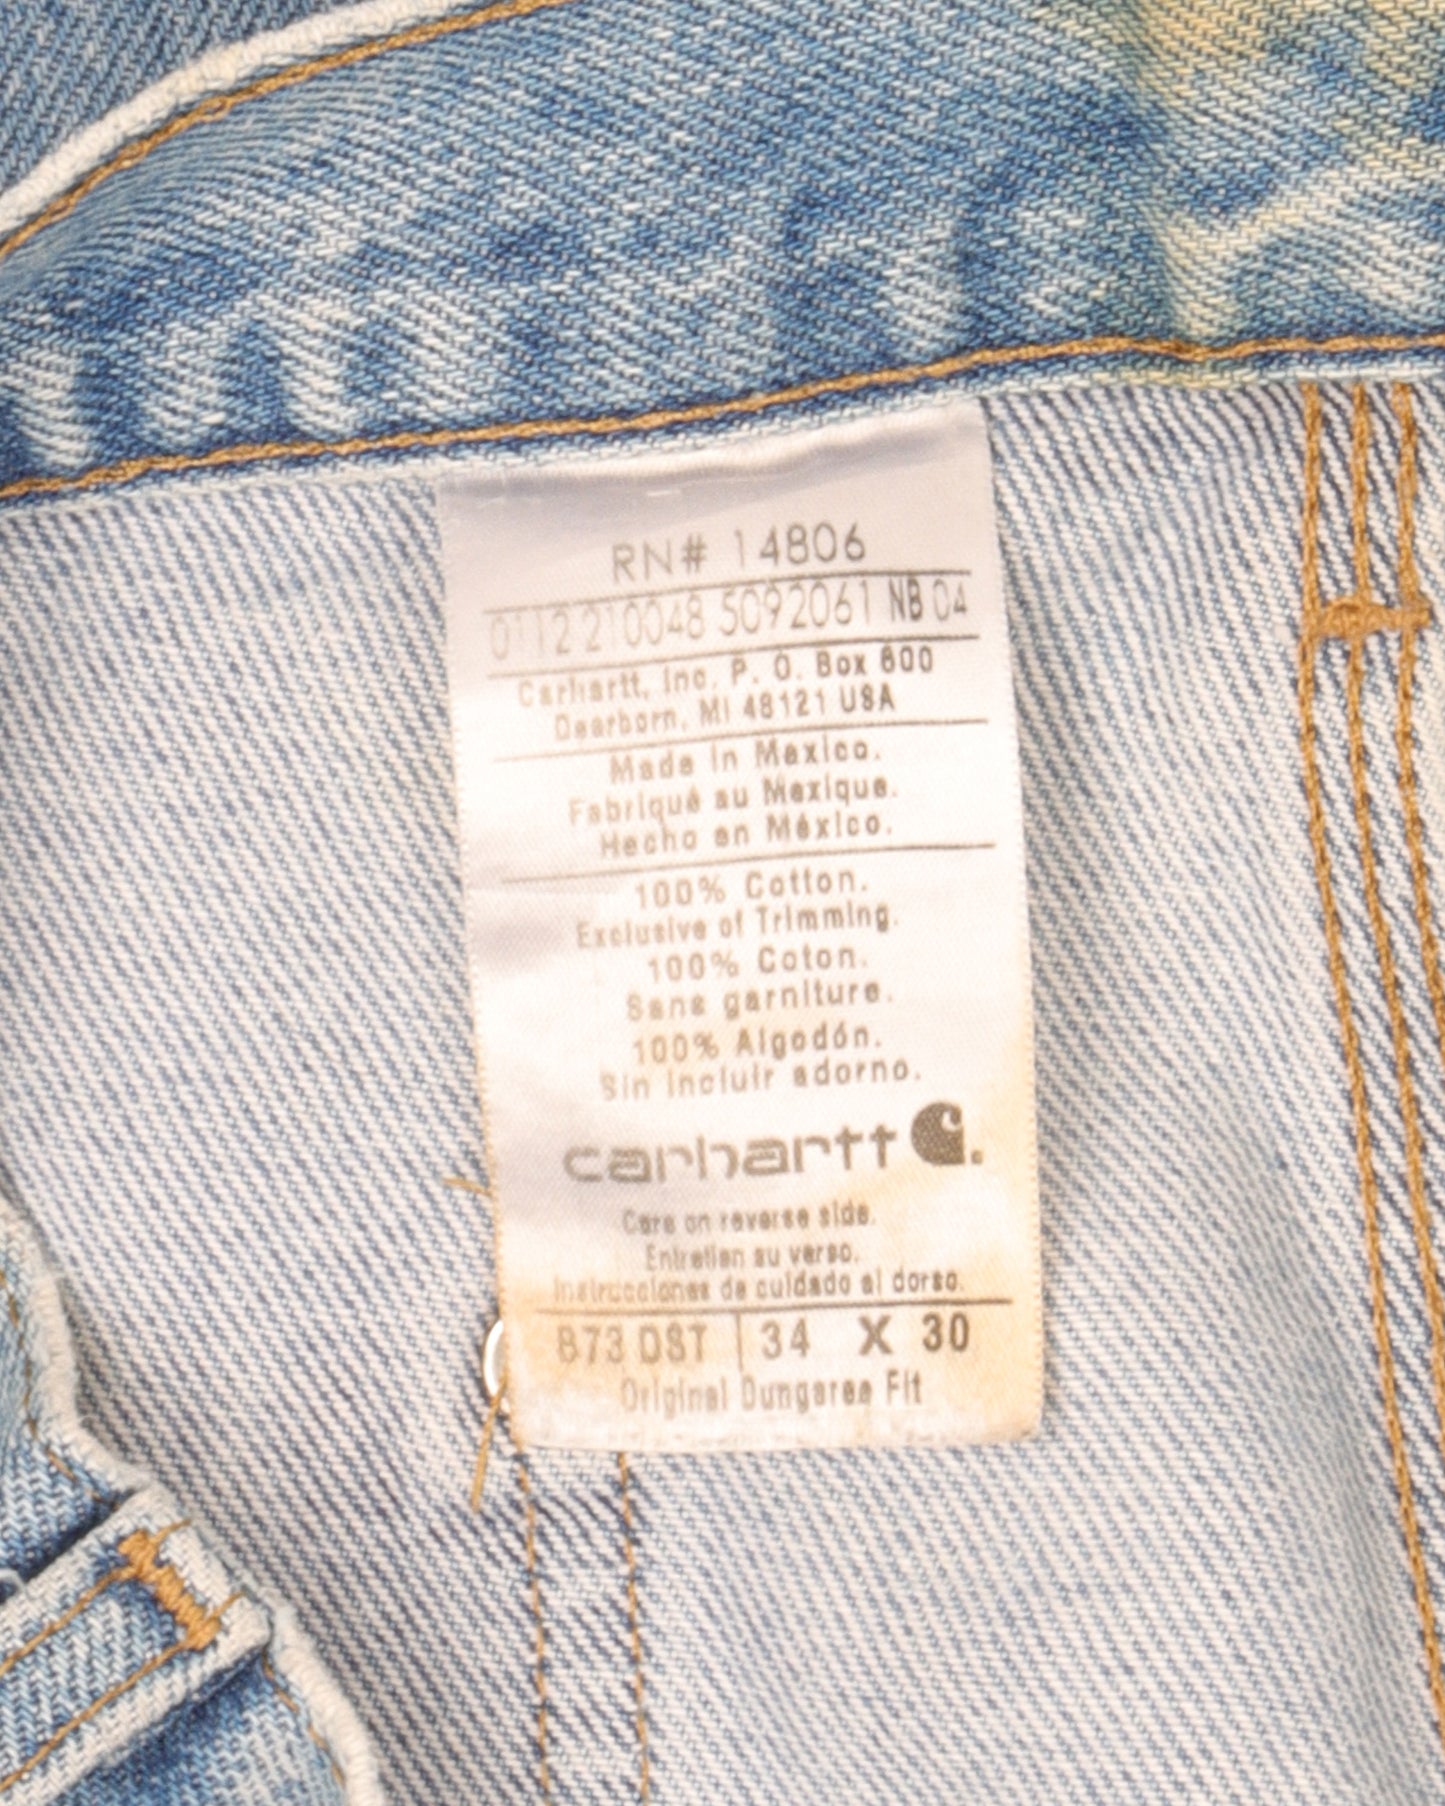 RN# 14806
0112 210048 5092061 NB 04
Carhartt, Inc. P. O. Box 600
Dearborn, MI 48121 USA
Made in Mexico.
Fabriqué au Mexique.
Hecho en México.
100% Cotton.
Exclusive of Trimming.
100% Coton.
Sans garniture.
100% Algodón.
Sin incluir adorno.
carhartt
Care on reverse side.
Entretien au verso.
Instrucciones de cuidado al dorso.
B73 DST 34 X 30
Original Dungaree Fit